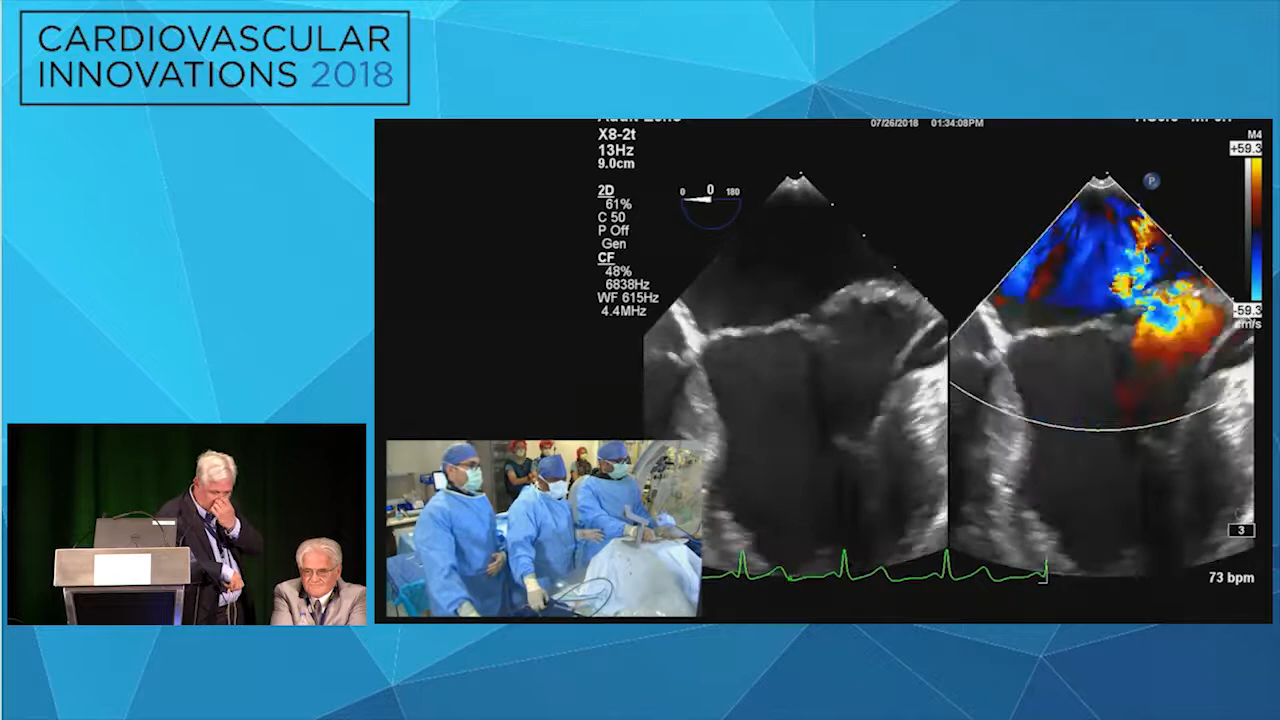 CARDIOVASCULAR
INNOVATIONS 2018
X8-2t
13Hz
9.0cm
2D
61%
C 50
P Off
Gen
CF
48%
6838Hz
WF 615Hz
4.4MHz
0 0 180
07/26/2018 01:34:08PM
P
M4
+59.3
-59.3
cm/s
3
73 bpm